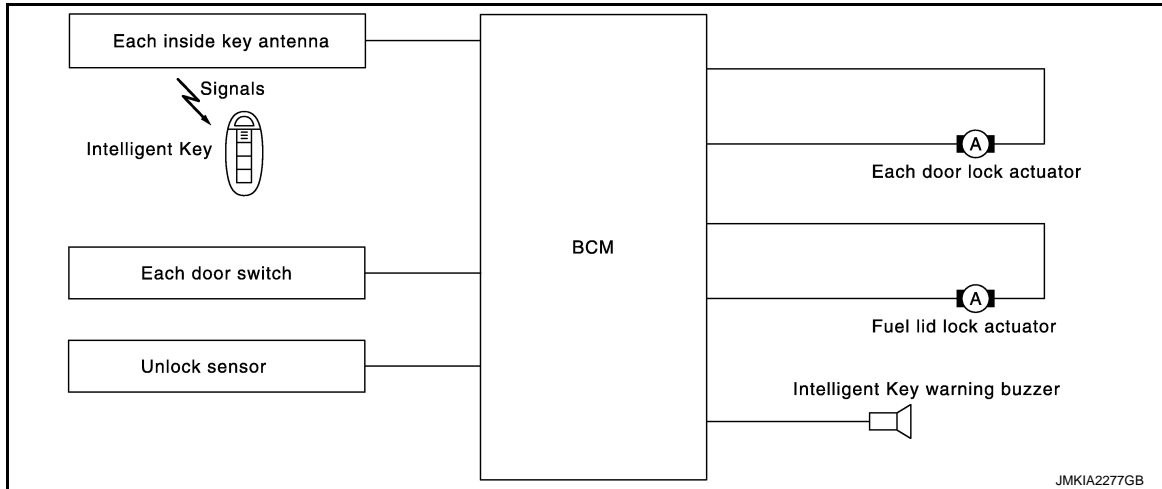 Each inside key antenna
Signals
Intelligent Key
Each door switch
Unlock sensor
BCM
A
Each door lock actuator
A
Fuel lid lock actuator
Intelligent Key warning buzzer
JMKIA2277GB